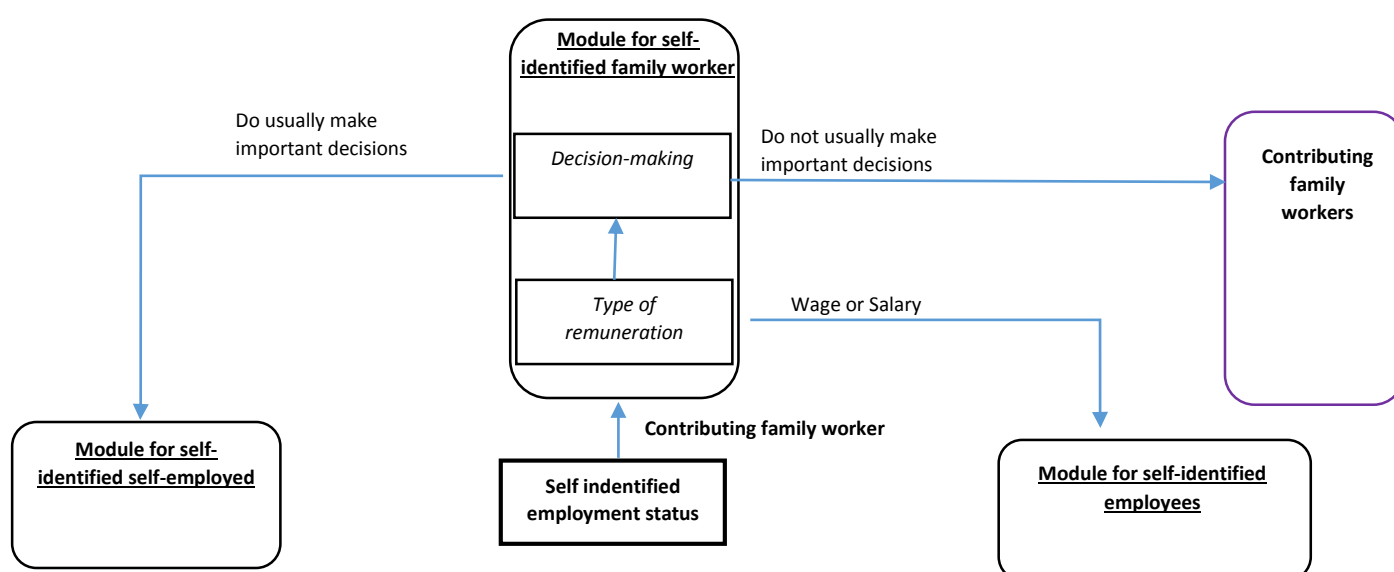 Module for self-
identified family worker
Do usually make
important decisions
Decision-making
Do not usually make
important decisions
Contributing
family
workers
Type of
remuneration
Wage or Salary
Contributing family worker
Module for self-
identified self-employed
Self indentified
employment status
Module for self-identified
employees